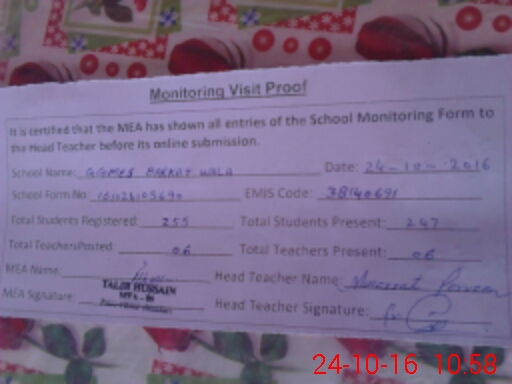 Monitoring Visit Proof
It is certified that the MEA has shown all entries of the School Monitoring Form to
the Head Teacher before its online submission.
School Name: GGMES BARKAT WALA Date: 24-10-2016
School Form No: EMIS Code: 38140691
Total Students Registered: 255 Total Students Present: 247
Total TeachersPosted: 06 Total Teachers Present: 06
MEA Name: Head Teacher Name: Parveen
TALIB HUSSAIN
MEA Signature: Head Teacher Signature:
24-10-16 10:58